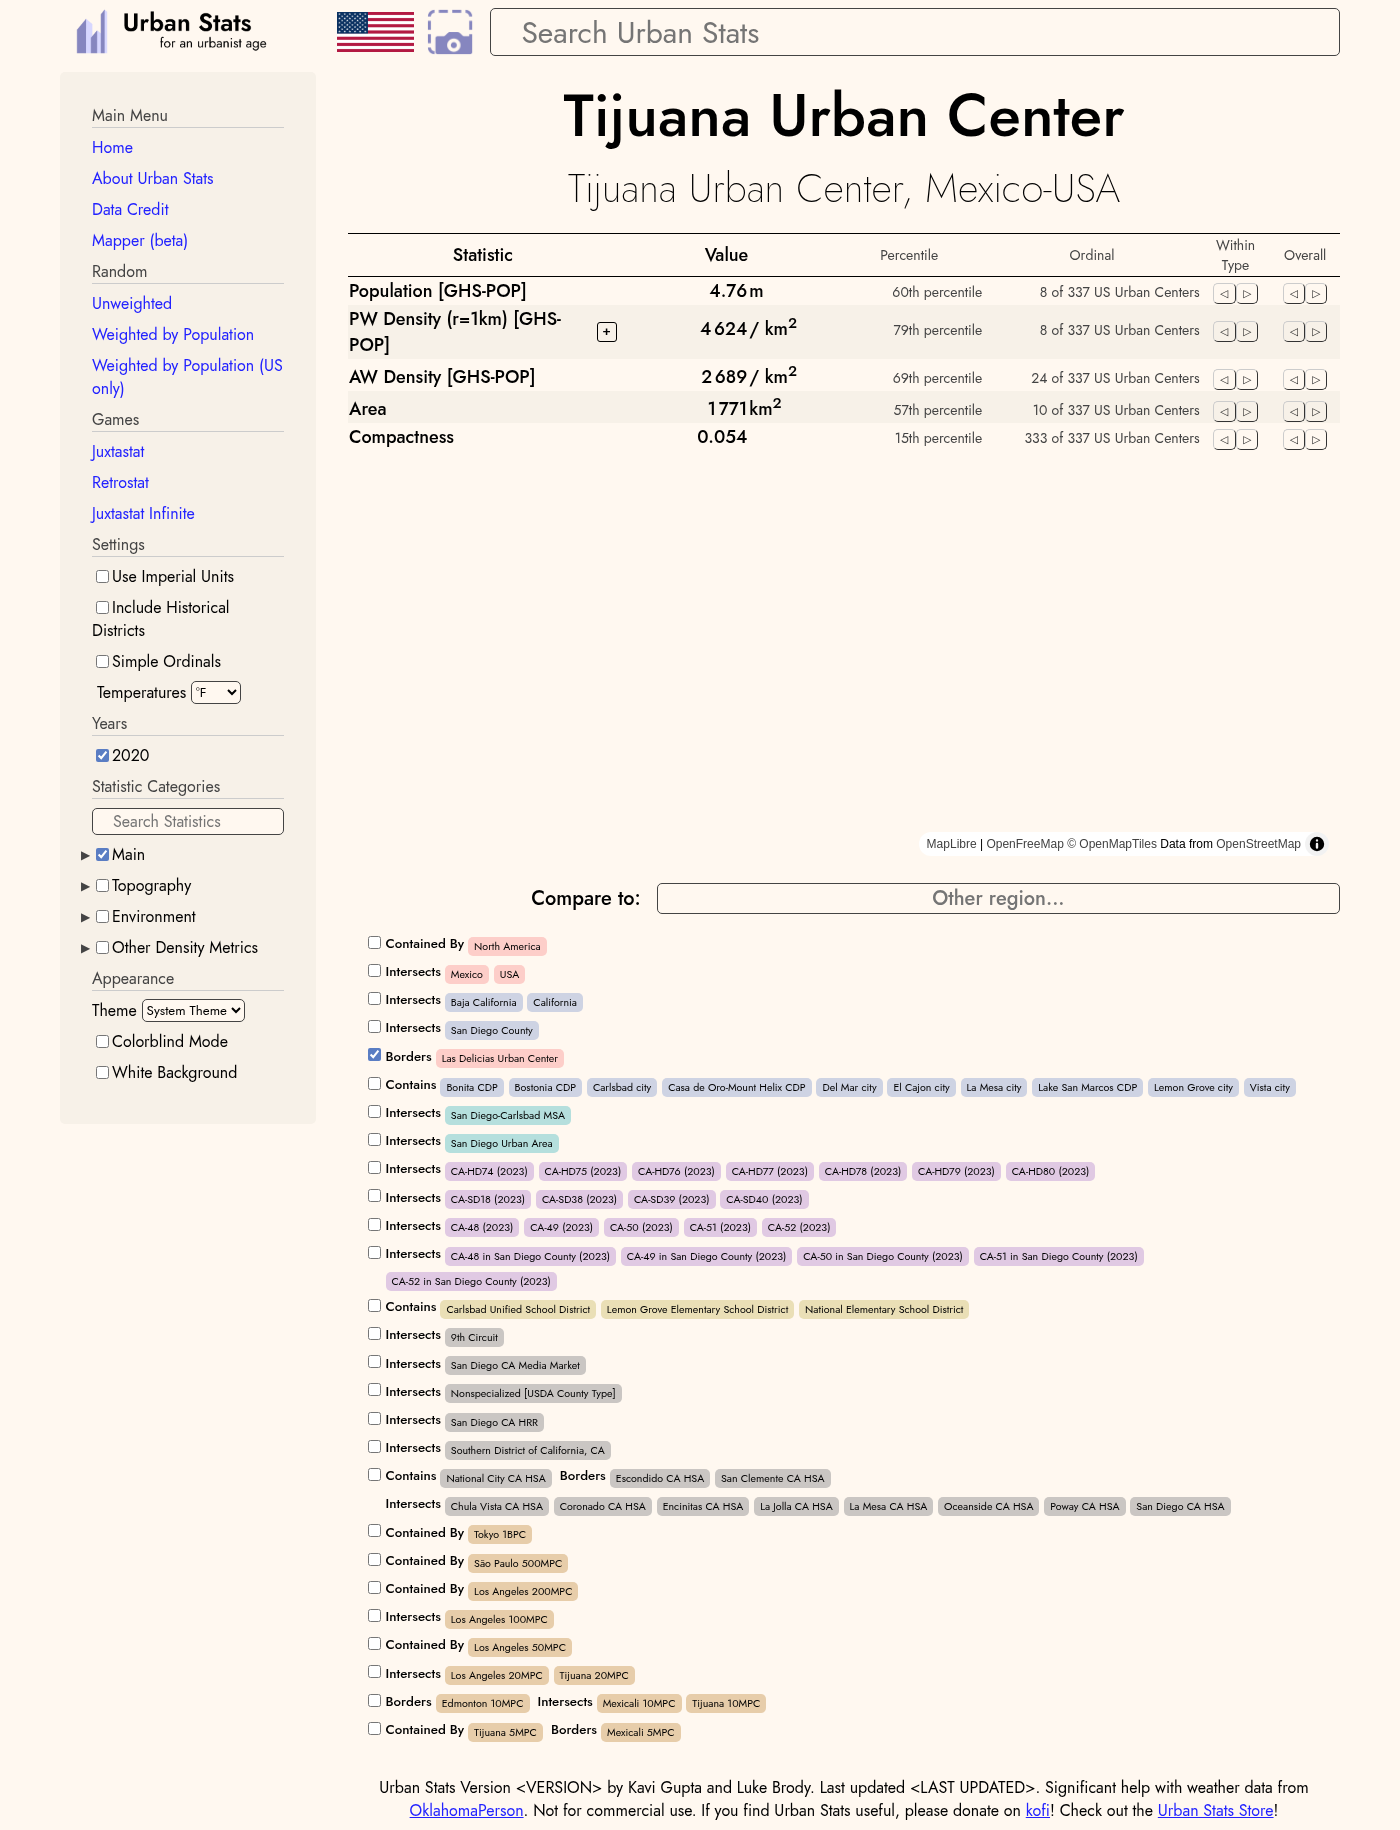 Urban Stats
for an urbanist age
Search Urban Stats
Main Menu
Home
About Urban Stats
Data Credit
Mapper (beta)
Random
Unweighted
Weighted by Population
Weighted by Population (US
only)
Games
Juxtastat
Retrostat
Juxtastat Infinite
Settings
Use Imperial Units
Include Historical
Districts
Simple Ordinals
Temperatures °F
Years
2020
Statistic Categories
Search Statistics
Main
Topography
Environment
Other Density Metrics
Appearance
Theme System Theme
Colorblind Mode
White Background
Tijuana Urban Center
Tijuana Urban Center, Mexico-USA
Statistic Value Percentile Ordinal Within Type Overall
Population [GHS-POP] 4.76 m 60th percentile 8 of 337 US Urban Centers
PW Density (r=1km) [GHS-
POP] + 4 624 / km2 79th percentile 8 of 337 US Urban Centers
AW Density [GHS-POP] 2 689 / km2 69th percentile 24 of 337 US Urban Centers
Area 1 771 km2 57th percentile 10 of 337 US Urban Centers
Compactness 0.054 15th percentile 333 of 337 US Urban Centers
MapLibre | OpenFreeMap © OpenMapTiles Data from OpenStreetMap
Compare to: Other region...
Contained By North America
Intersects Mexico USA
Intersects Baja California California
Intersects San Diego County
Borders Las Delicias Urban Center
Contains Bonita CDP Bostonia CDP Carlsbad city Casa de Oro-Mount Helix CDP Del Mar city El Cajon city La Mesa city Lake San Marcos CDP Lemon Grove city Vista city
Intersects San Diego-Carlsbad MSA
Intersects San Diego Urban Area
Intersects CA-HD74 (2023) CA-HD75 (2023) CA-HD76 (2023) CA-HD77 (2023) CA-HD78 (2023) CA-HD79 (2023) CA-HD80 (2023)
Intersects CA-SD18 (2023) CA-SD38 (2023) CA-SD39 (2023) CA-SD40 (2023)
Intersects CA-48 (2023) CA-49 (2023) CA-50 (2023) CA-51 (2023) CA-52 (2023)
Intersects CA-48 in San Diego County (2023) CA-49 in San Diego County (2023) CA-50 in San Diego County (2023) CA-51 in San Diego County (2023)
CA-52 in San Diego County (2023)
Contains Carlsbad Unified School District Lemon Grove Elementary School District National Elementary School District
Intersects 9th Circuit
Intersects San Diego CA Media Market
Intersects Nonspecialized [USDA County Type]
Intersects San Diego CA HRR
Intersects Southern District of California, CA
Contains National City CA HSA Borders Escondido CA HSA San Clemente CA HSA
Intersects Chula Vista CA HSA Coronado CA HSA Encinitas CA HSA La Jolla CA HSA La Mesa CA HSA Oceanside CA HSA Poway CA HSA San Diego CA HSA
Contained By Tokyo 1BPC
Contained By São Paulo 500MPC
Contained By Los Angeles 200MPC
Intersects Los Angeles 100MPC
Contained By Los Angeles 50MPC
Intersects Los Angeles 20MPC Tijuana 20MPC
Borders Edmonton 10MPC Intersects Mexicali 10MPC Tijuana 10MPC
Contained By Tijuana 5MPC Borders Mexicali 5MPC
Urban Stats Version <VERSION> by Kavi Gupta and Luke Brody. Last updated <LAST UPDATED>. Significant help with weather data from
OklahomaPerson. Not for commercial use. If you find Urban Stats useful, please donate on kofi! Check out the Urban Stats Store!